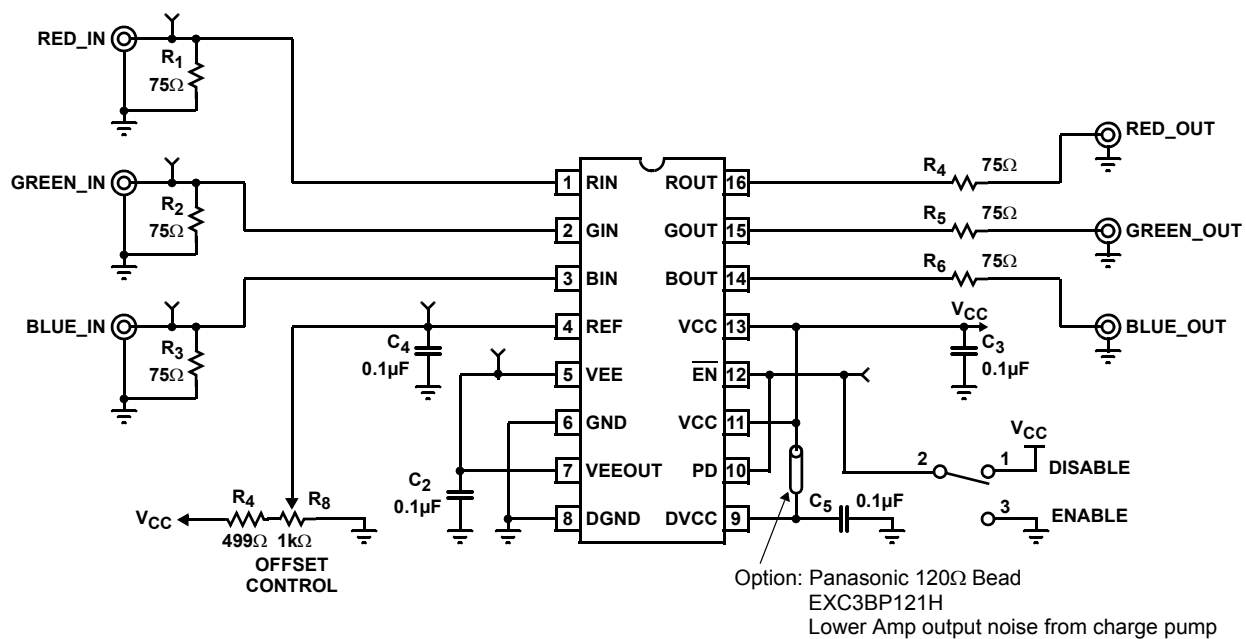 RED_IN
R1
75Ω
GREEN_IN
R2
75Ω
BLUE_IN
R3
75Ω
C4
0.1µF
C2
0.1µF
VCC
R4
499Ω
R8
1kΩ
OFFSET
CONTROL
1 RIN ROUT 16
2 GIN GOUT 15
3 BIN BOUT 14
4 REF VCC 13
5 VEE EN 12
6 GND VCC 11
7 VEEOUT PD 10
8 DGND DVCC 9
R4 75Ω
RED_OUT
R5 75Ω
GREEN_OUT
R6 75Ω
BLUE_OUT
VCC
C3
0.1µF
VCC
2 1 DISABLE
3 ENABLE
C5 0.1µF
Option: Panasonic 120Ω Bead
EXC3BP121H
Lower Amp output noise from charge pump